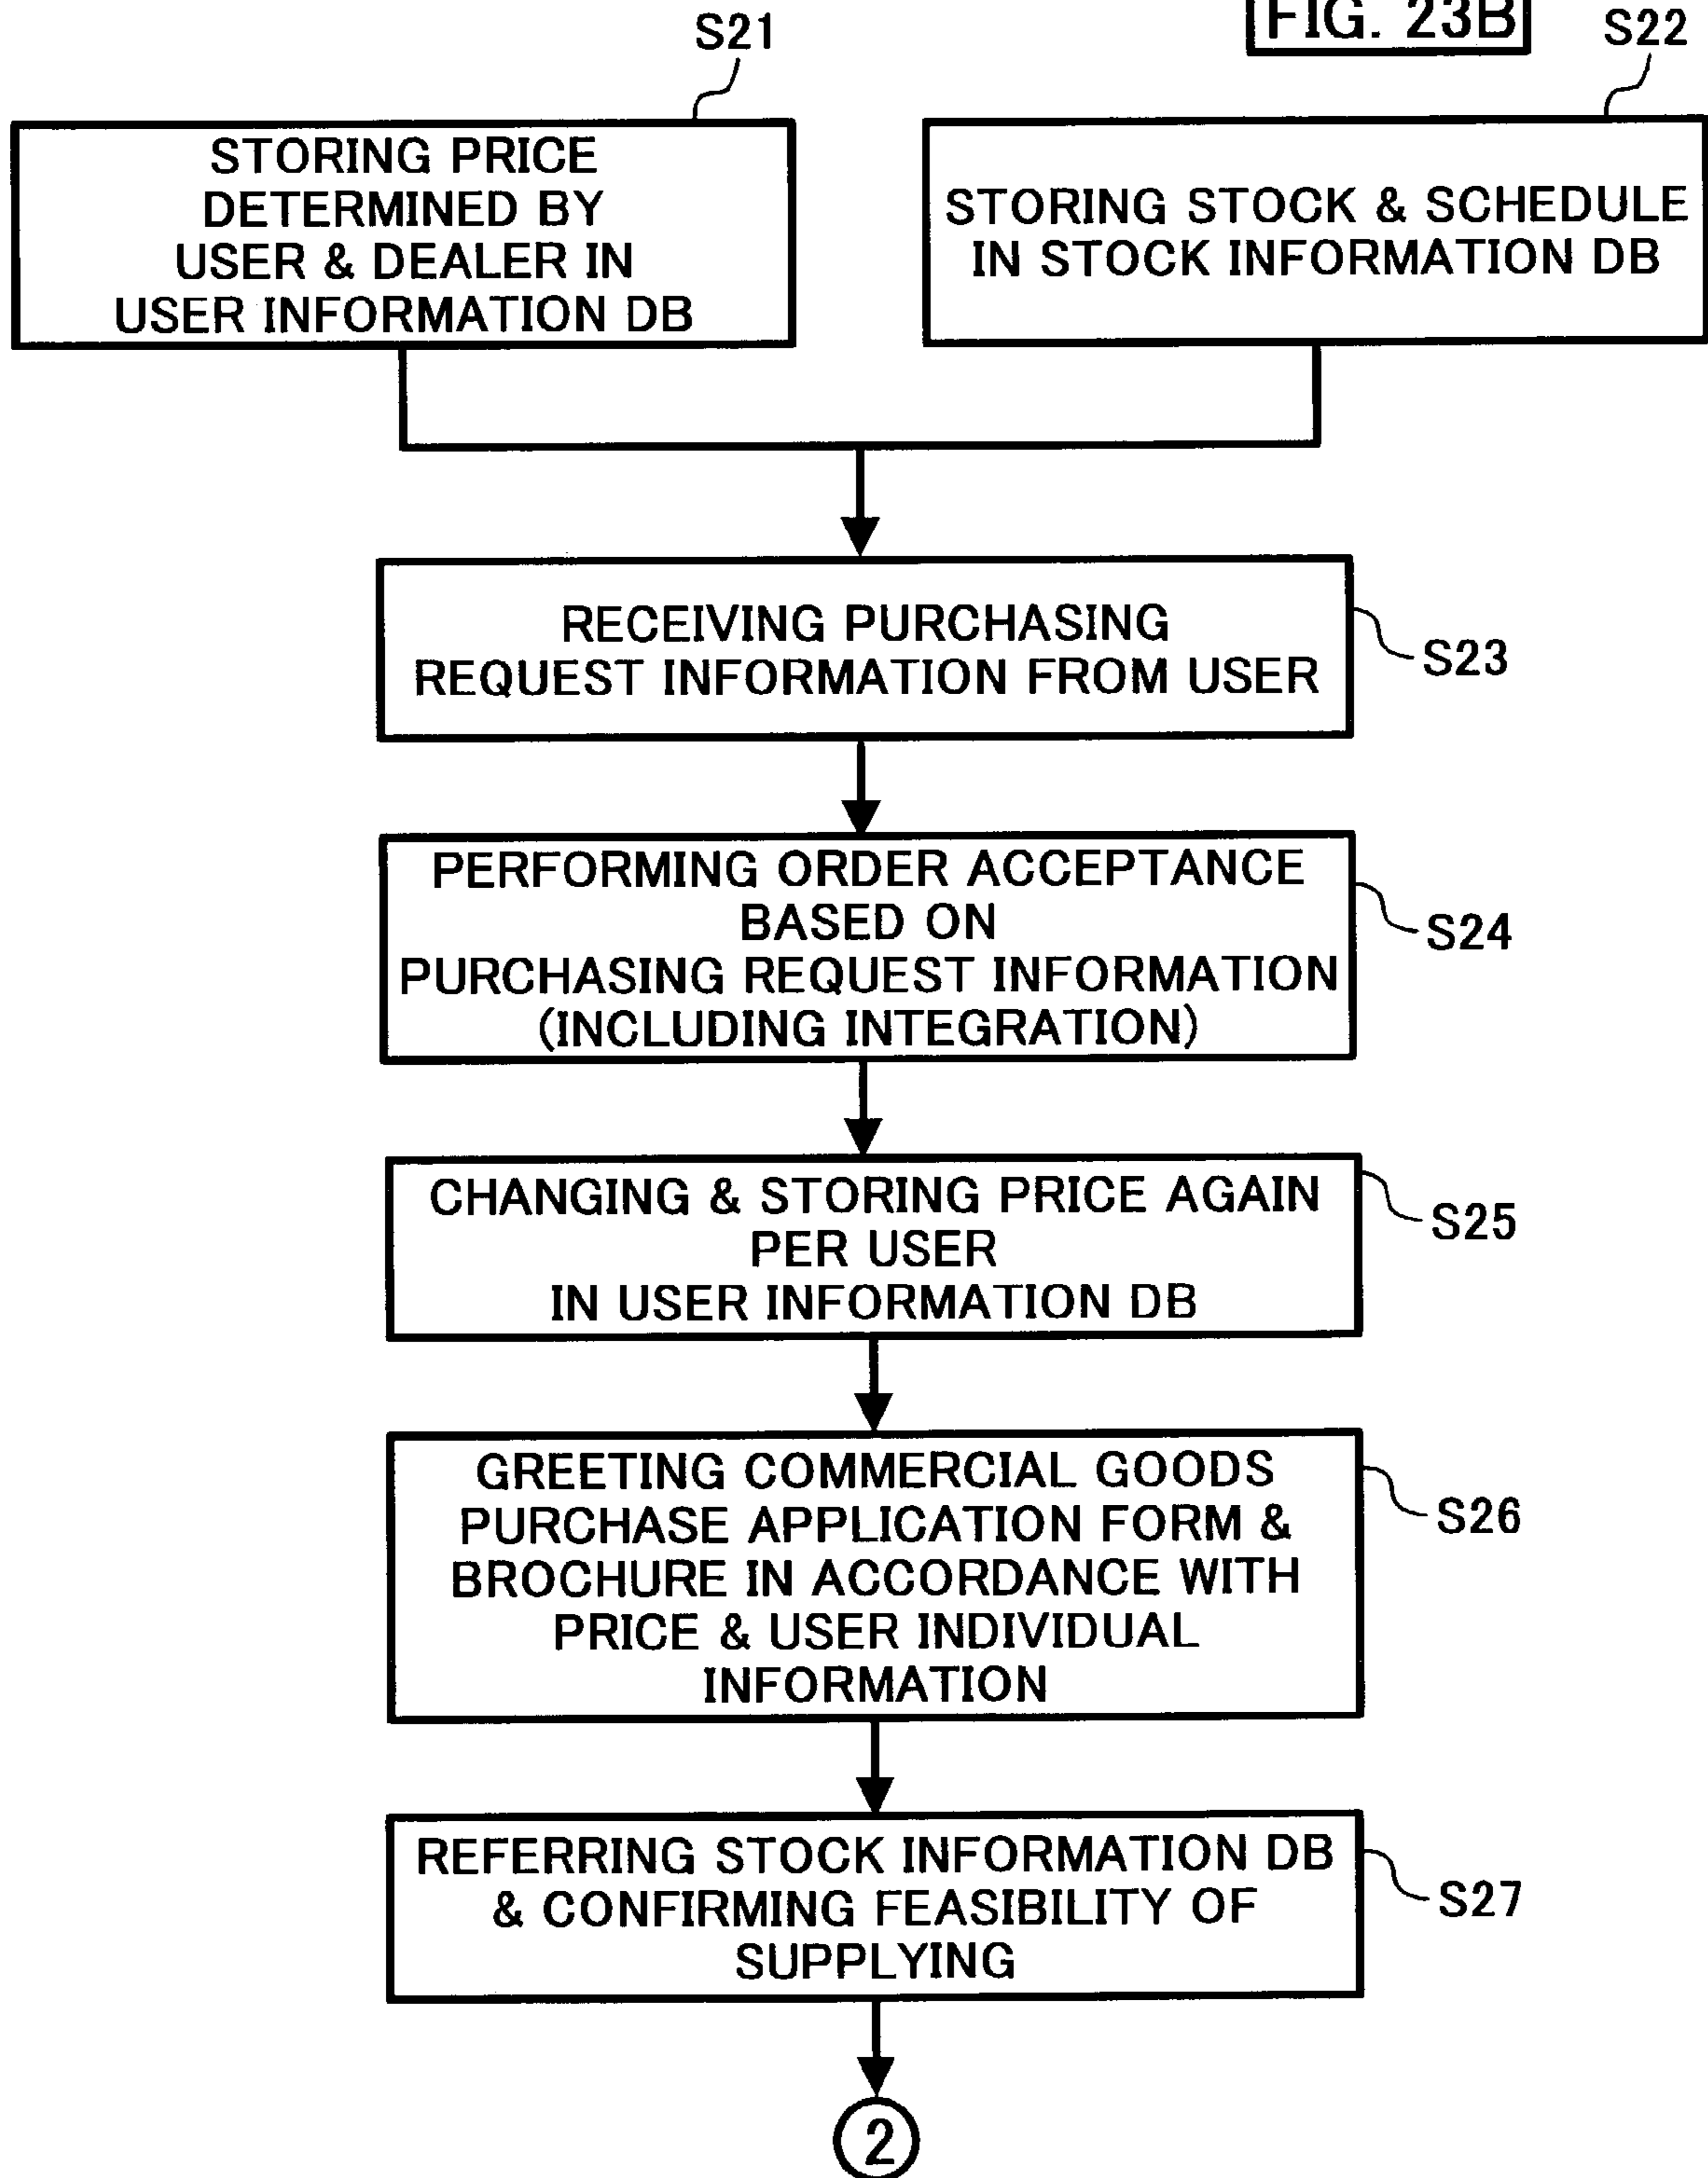 FIG. 23B
S21
S22
STORING PRICE
DETERMINED BY
USER & DEALER IN
USER INFORMATION DB
STORING STOCK & SCHEDULE
IN STOCK INFORMATION DB
RECEIVING PURCHASING
REQUEST INFORMATION FROM USER
S23
PERFORMING ORDER ACCEPTANCE
BASED ON
PURCHASING REQUEST INFORMATION
(INCLUDING INTEGRATION)
S24
CHANGING & STORING PRICE AGAIN
PER USER
IN USER INFORMATION DB
S25
GREETING COMMERCIAL GOODS
PURCHASE APPLICATION FORM &
BROCHURE IN ACCORDANCE WITH
PRICE & USER INDIVIDUAL
INFORMATION
S26
REFERRING STOCK INFORMATION DB
& CONFIRMING FEASIBILITY OF
SUPPLYING
S27
2